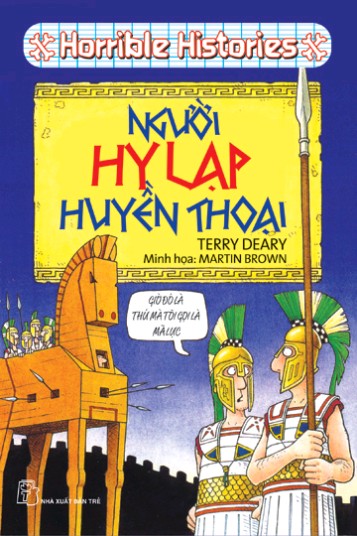 Horrible Histories
NGƯỜI
HY LẠP
HUYỀN THOẠI
TERRY DEARY
Minh họa: MARTIN BROWN
GIỜ ĐÓ LÀ
THỨ MÀ TÔI GỌI LÀ
MÃ LỰC
NHÀ XUẤT BẢN TRẺ